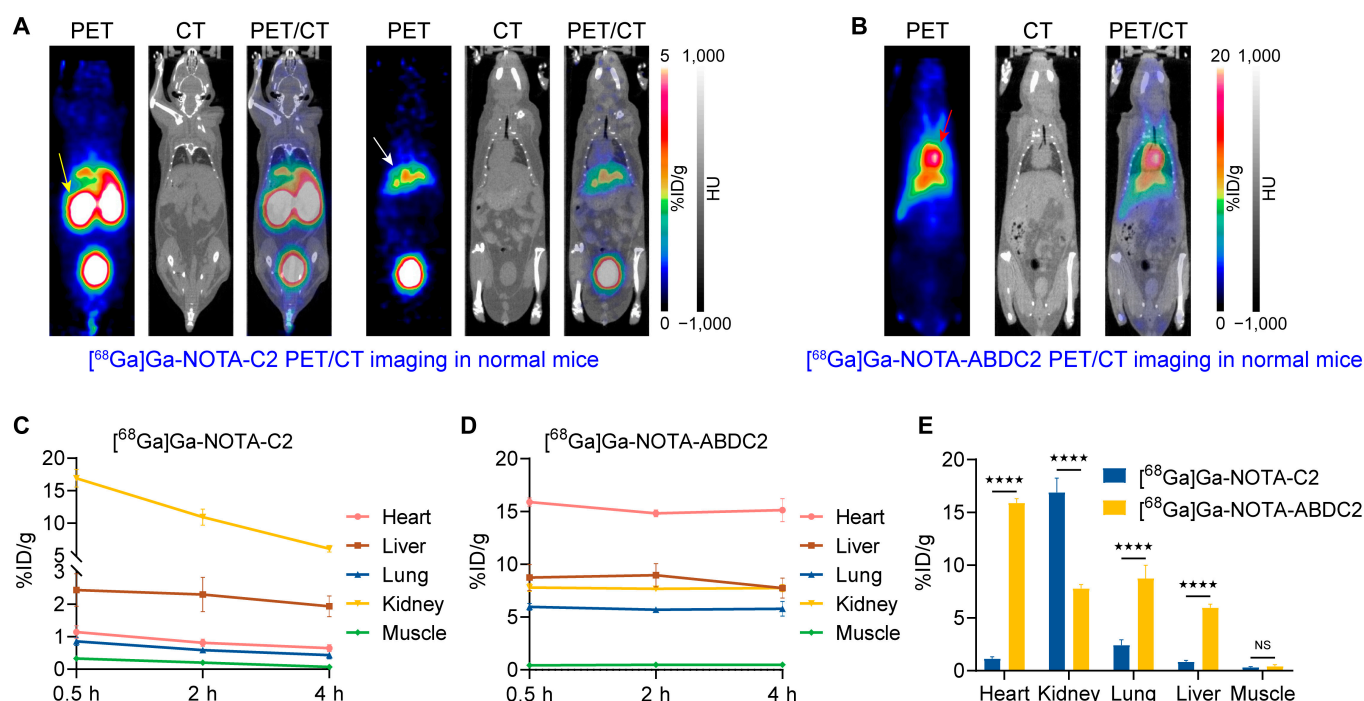 A
PET
CT
PET/CT
PET
CT
PET/CT
5
1,000
%ID/g
HU
0
−1,000
[68Ga]Ga-NOTA-C2 PET/CT imaging in normal mice
B
PET
CT
PET/CT
20
1,000
%ID/g
HU
0
−1,000
[68Ga]Ga-NOTA-ABDC2 PET/CT imaging in normal mice
C
[68Ga]Ga-NOTA-C2
%ID/g
20
15
10
5
3
2
1
0
0.5 h
2 h
4 h
Heart
Liver
Lung
Kidney
Muscle
D
[68Ga]Ga-NOTA-ABDC2
%ID/g
20
15
10
5
0
0.5 h
2 h
4 h
Heart
Liver
Lung
Kidney
Muscle
E
%ID/g
20
15
10
5
0
★★★★
★★★★
★★★★
★★★★
NS
[68Ga]Ga-NOTA-C2
[68Ga]Ga-NOTA-ABDC2
Heart
Kidney
Lung
Liver
Muscle